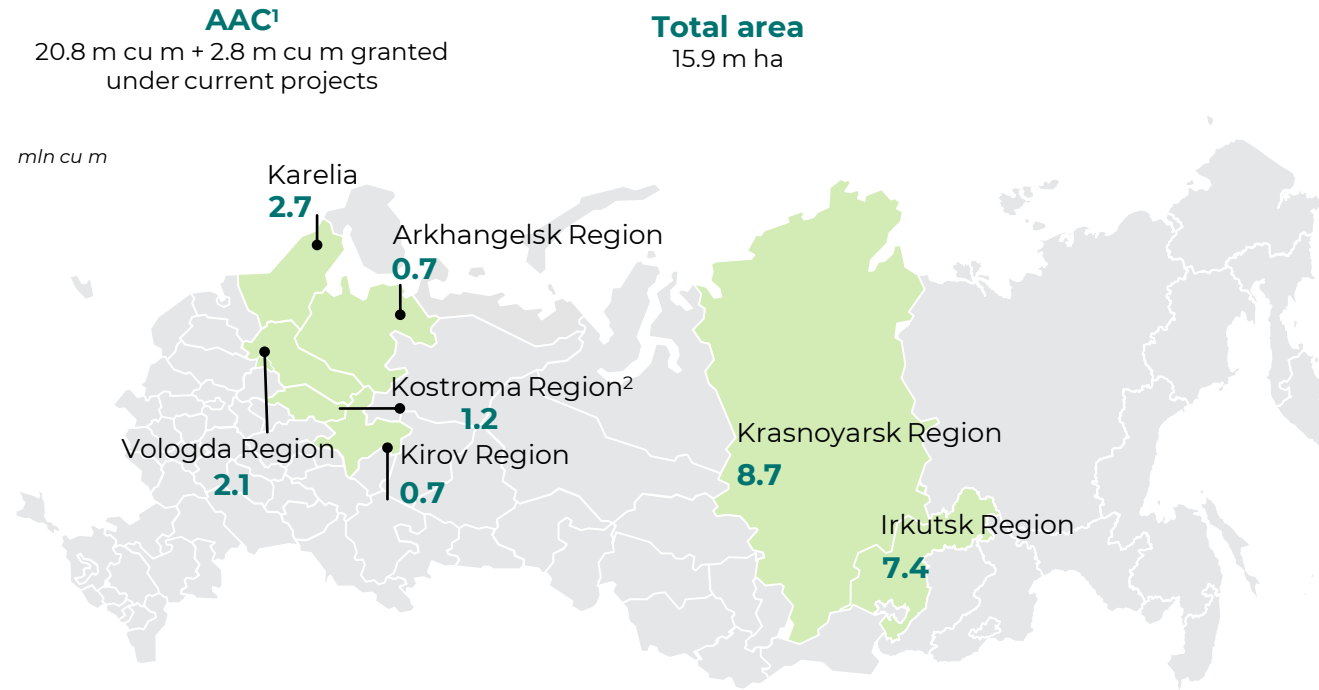 AAC¹
20.8 m cu m + 2.8 m cu m granted
under current projects
Total area
15.9 m ha
mln cu m
Karelia
2.7
Arkhangelsk Region
0.7
Kostroma Region²
1.2
Vologda Region
2.1
Kirov Region
0.7
Krasnoyarsk Region
8.7
Irkutsk Region
7.4